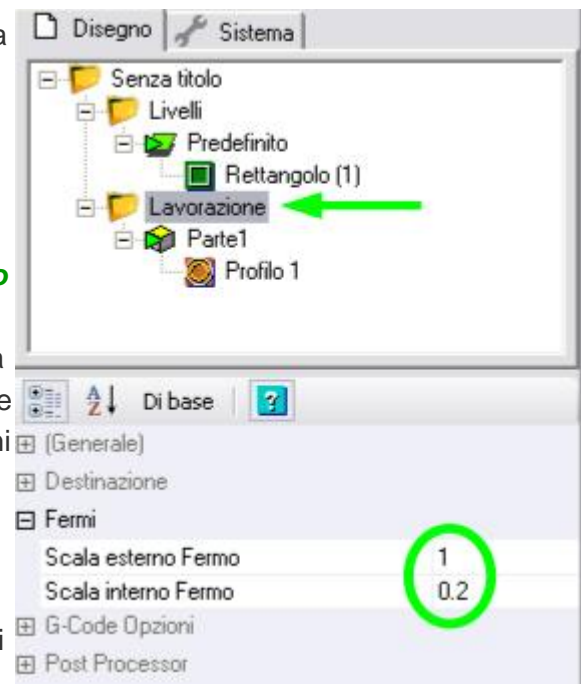 Disegno Sistema
Senza titolo
Livelli
Predefinito
Rettangolo (1)
Lavorazione
Parte1
Profilo 1
Di base
(Generale)
Destinazione
Fermi
Scala esterno Fermo 1
Scala interno Fermo 0.2
G-Code Opzioni
Post Processor